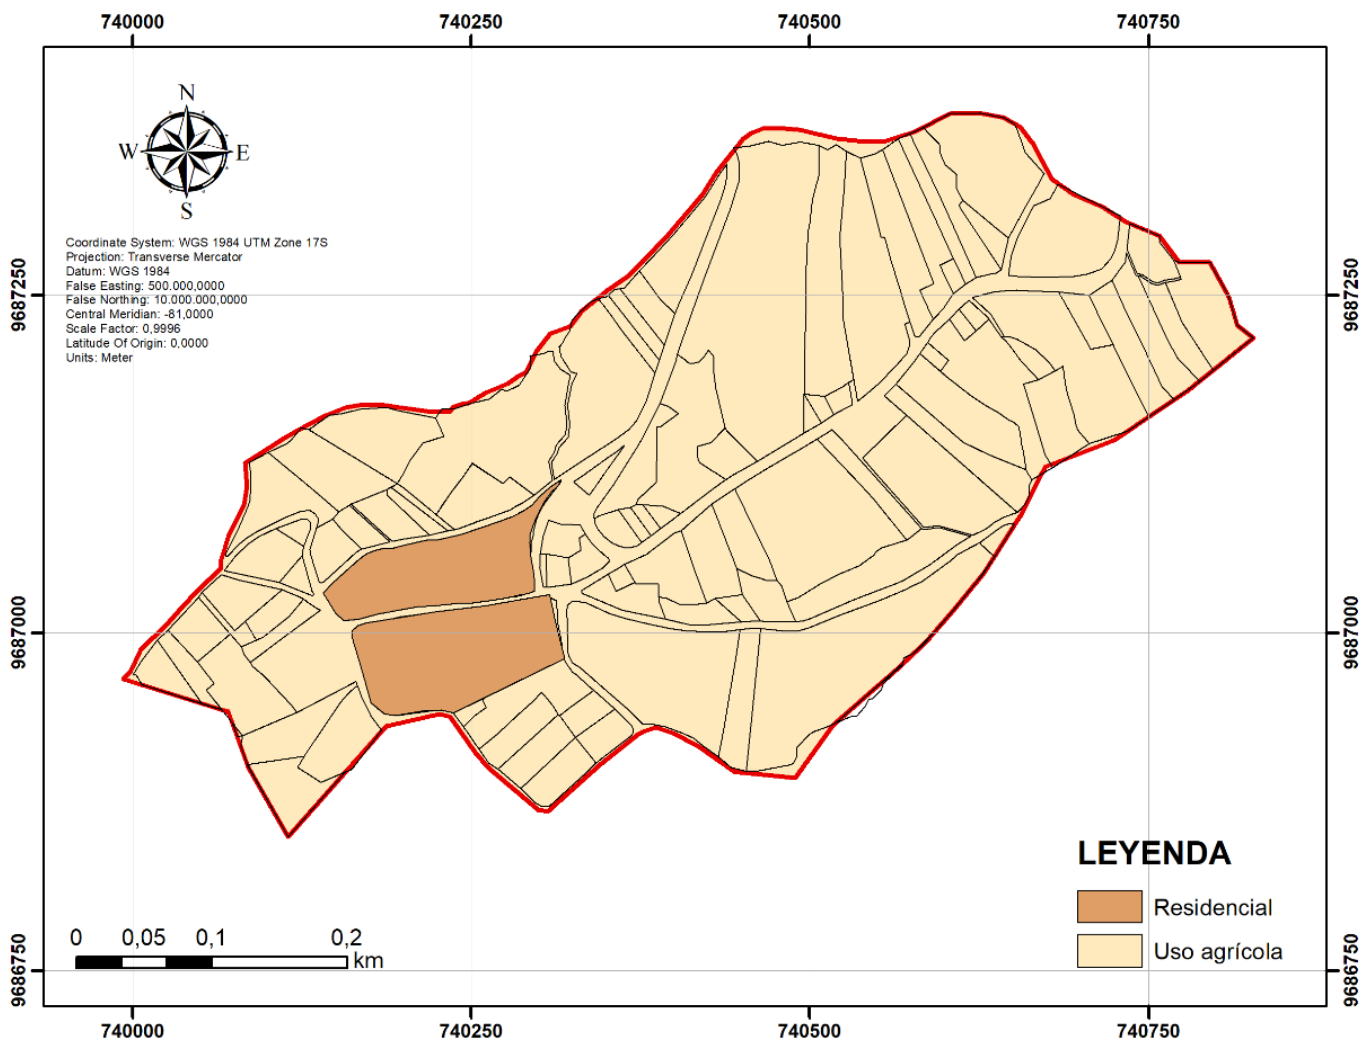 740000 740250 740500 740750
N
W E
S
Coordinate System: WGS 1984 UTM Zone 17S
Projection: Transverse Mercator
Datum: WGS 1984
False Easting: 500.000,0000
False Northing: 10.000.000,0000
Central Meridian: -81,0000
Scale Factor: 0,9996
Latitude Of Origin: 0,0000
Units: Meter
9687250 9687250
9687000 9687000
LEYENDA
Residencial
Uso agrícola
0 0,05 0,1 0,2
km
9686750 9686750
740000 740250 740500 740750